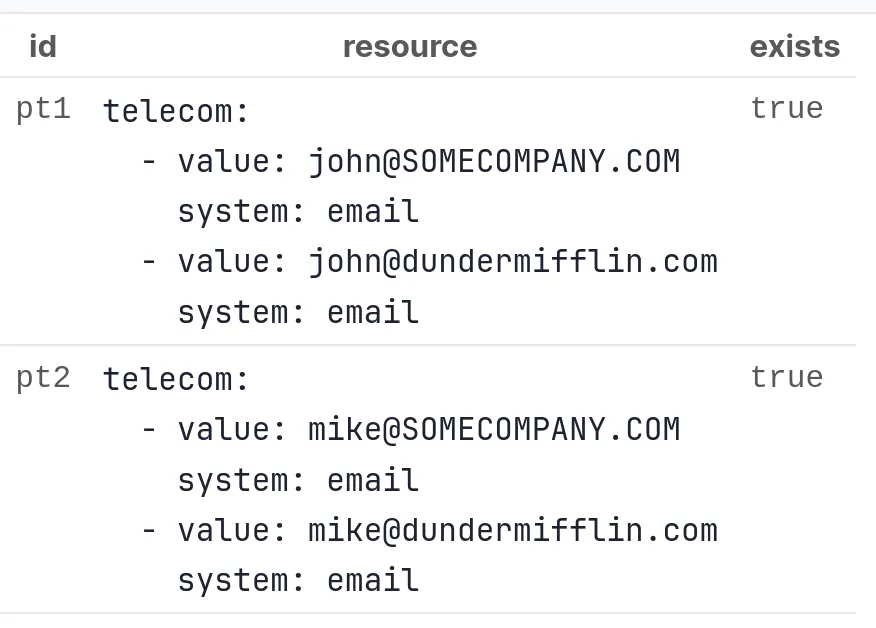 id resource exists
pt1 telecom: true
- value: john@SOMECOMPANY.COM
system: email
- value: john@dundermifflin.com
system: email
pt2 telecom: true
- value: mike@SOMECOMPANY.COM
system: email
- value: mike@dundermifflin.com
system: email